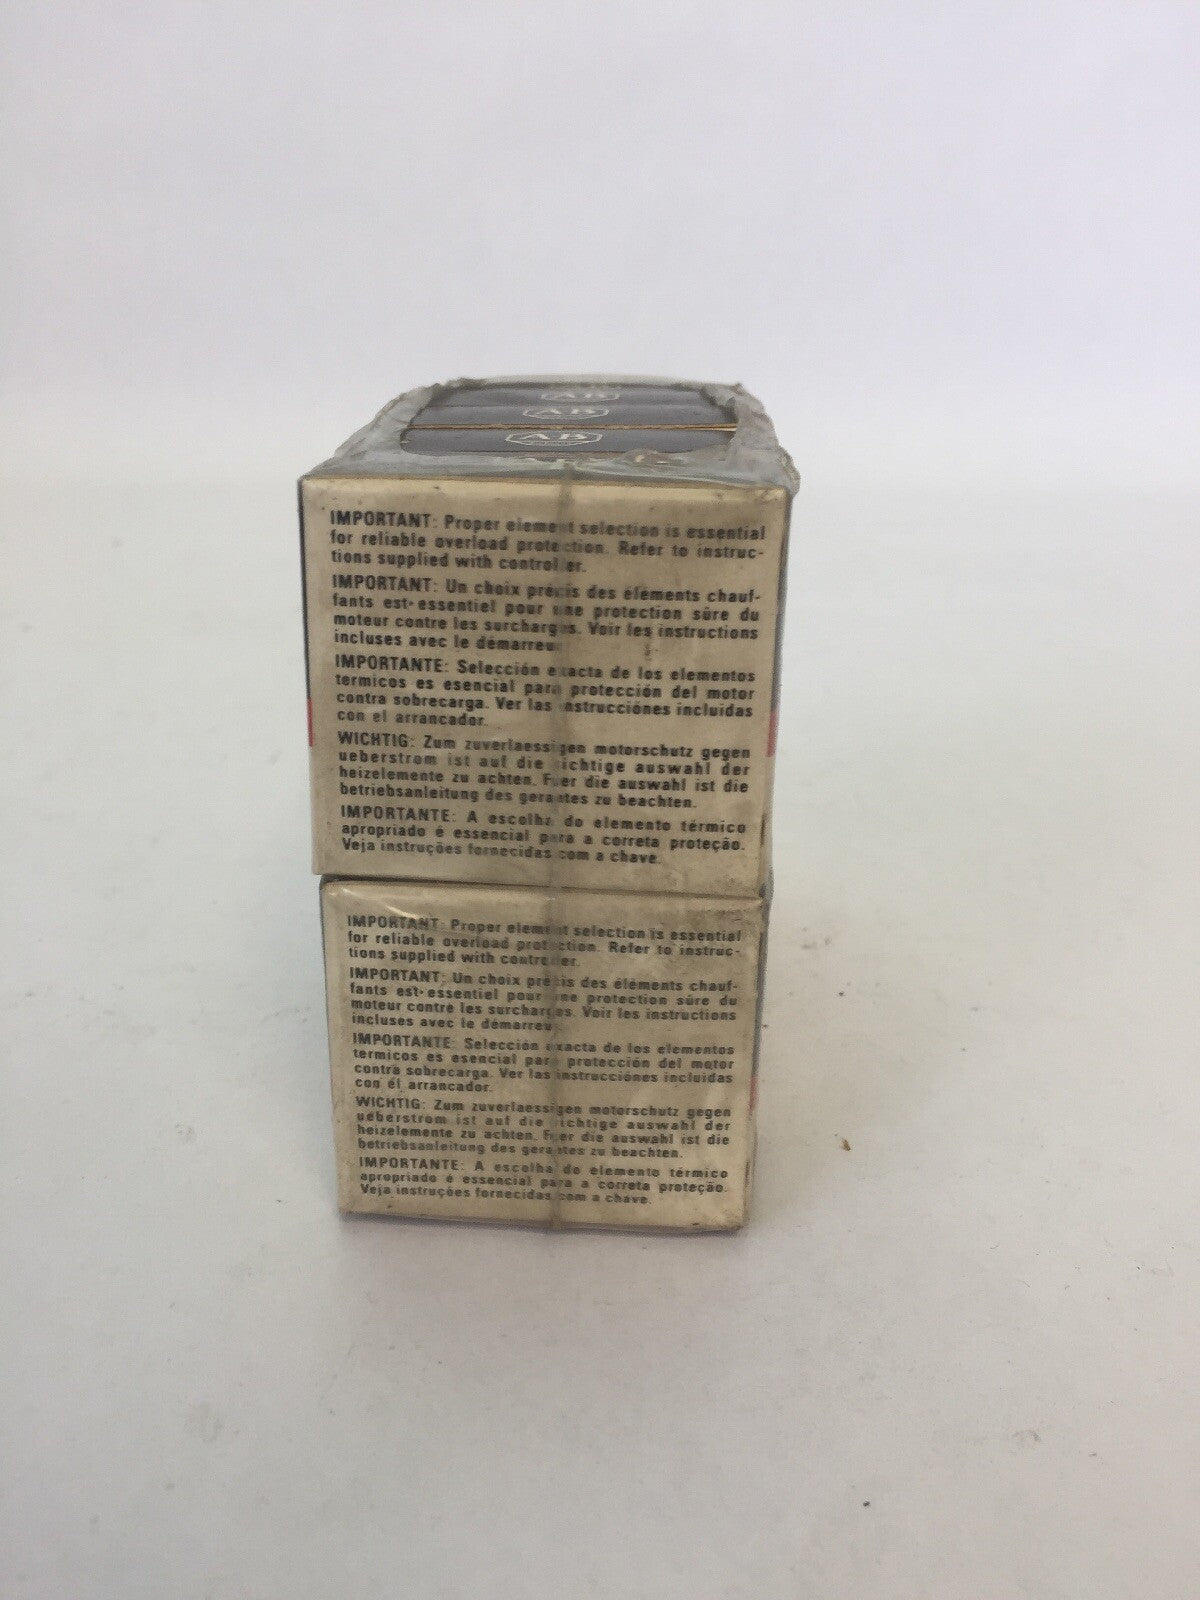 AB
AB
AB
IMPORTANT: Proper element selection is essential
for reliable overload protection. Refer to instruc-
tions supplied with controller.
IMPORTANT: Un choix précis des éléments chauf-
fants est essentiel pour une protection sûre du
moteur contre les surcharges. Voir les instructions
incluses avec le démarreur
IMPORTANTE: Selección exacta de los elementos
termicos es esencial para protección del motor
contra sobrecarga. Ver las instrucciónes incluidas
con el arrancador.
WICHTIG: Zum zuverlaessigen motorschutz gegen
ueberstrom ist auf die richtige auswahl der
heizelemente zu achten. Fuer die auswahl ist die
betriebsanleitung des geraetes zu beachten.
IMPORTANTE: A escolha do elemento térmico
apropriado é essencial para a correta proteção.
Veja instruções fornecidas com a chave.
IMPORTANT: Proper element selection is essential
for reliable overload protection. Refer to instruc-
tions supplied with controller.
IMPORTANT: Un choix précis des éléments chauf-
fants est essentiel pour une protection sûre du
moteur contre les surcharges. Voir les instructions
incluses avec le démarreur
IMPORTANTE: Selección exacta de los elementos
termicos es esencial para protección del motor
contra sobrecarga. Ver las instrucciónes incluidas
con él arrancador.
WICHTIG: Zum zuverlaessigen motorschutz gegen
ueberstrom ist auf die richtige auswahl der
heizelemente zu achten. Fuer die auswahl ist die
betriebsanleitung des geraetes zu beachten.
IMPORTANTE: A escolha do elemento térmico
apropriado é essencial para a correta proteção.
Veja instruções fornecidas com a chave.